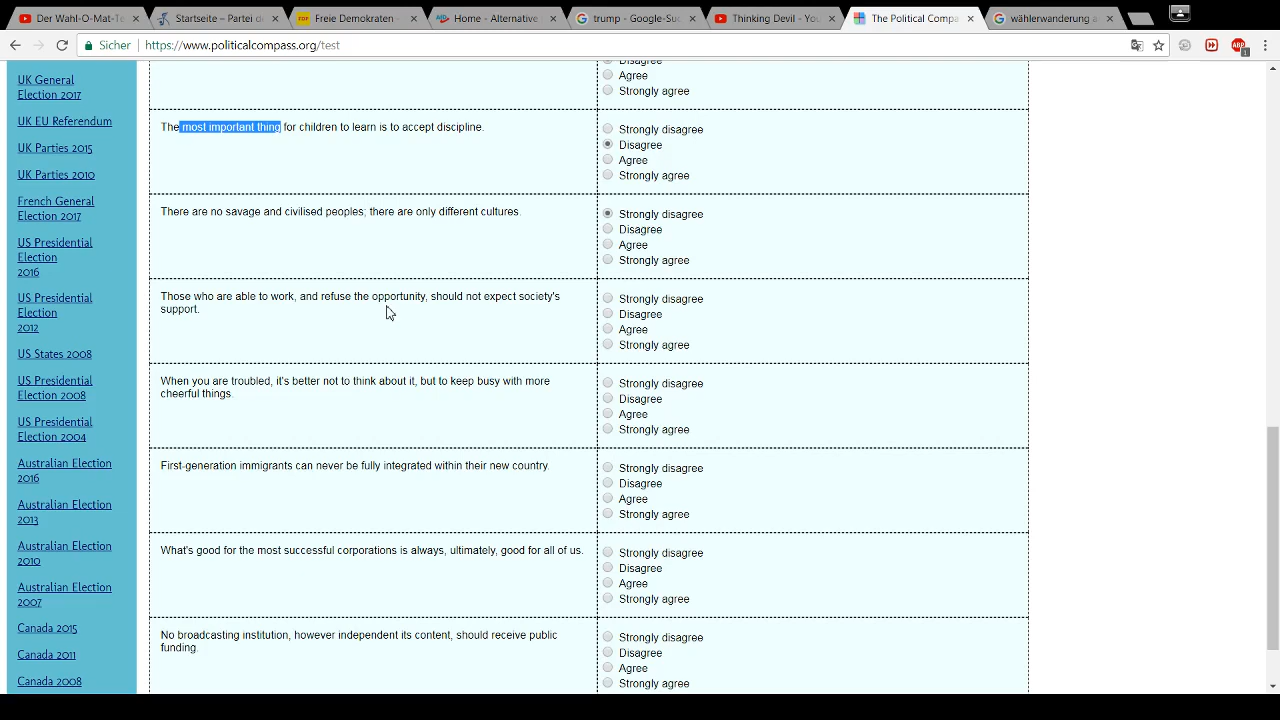 Der Wahl-O-Mat-Te
Startseite – Partei de
Freie Demokraten -
Home - Alternative
trump - Google-Suc
Thinking Devil - You
The Political Compa
wählerwanderung a
Sicher
https://www.politicalcompass.org/test
UK General
Election 2017
UK EU Referendum
UK Parties 2015
UK Parties 2010
French General
Election 2017
US Presidential
Election
2016
US Presidential
Election
2012
US States 2008
US Presidential
Election 2008
US Presidential
Election 2004
Australian Election
2016
Australian Election
2013
Australian Election
2010
Australian Election
2007
Canada 2015
Canada 2011
Canada 2008
Disagree
Agree
Strongly agree
The most important thing for children to learn is to accept discipline.
Strongly disagree
Disagree
Agree
Strongly agree
There are no savage and civilised peoples; there are only different cultures.
Strongly disagree
Disagree
Agree
Strongly agree
Those who are able to work, and refuse the opportunity, should not expect society's
support.
Strongly disagree
Disagree
Agree
Strongly agree
When you are troubled, it's better not to think about it, but to keep busy with more
cheerful things.
Strongly disagree
Disagree
Agree
Strongly agree
First-generation immigrants can never be fully integrated within their new country.
Strongly disagree
Disagree
Agree
Strongly agree
What's good for the most successful corporations is always, ultimately, good for all of us.
Strongly disagree
Disagree
Agree
Strongly agree
No broadcasting institution, however independent its content, should receive public
funding.
Strongly disagree
Disagree
Agree
Strongly agree